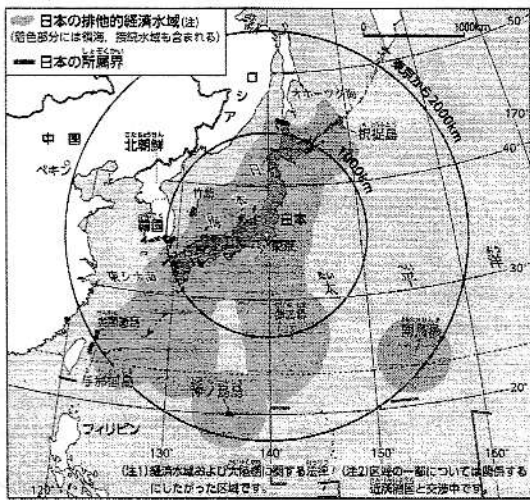 日本の排他的経済水域(注)
(着色部分には領海、接続水域も含まれる)
日本の所属界
0 1000km
50°
ロシア
オホーツク海
東京から2000km
170°
中国
北朝鮮
択捉島
ペキン
40°
1000km
竹島
日本
韓国
東京
東シナ海
太平洋
30°
南鳥島
与那国島
沖ノ鳥島
20°
フィリピン
120°
130°
140°
150°
160°
(注1)経済水域および大陸棚に関する法律
にしたがった区域です。
(注2)区域の一部については関係する
近隣諸国と交渉中です。